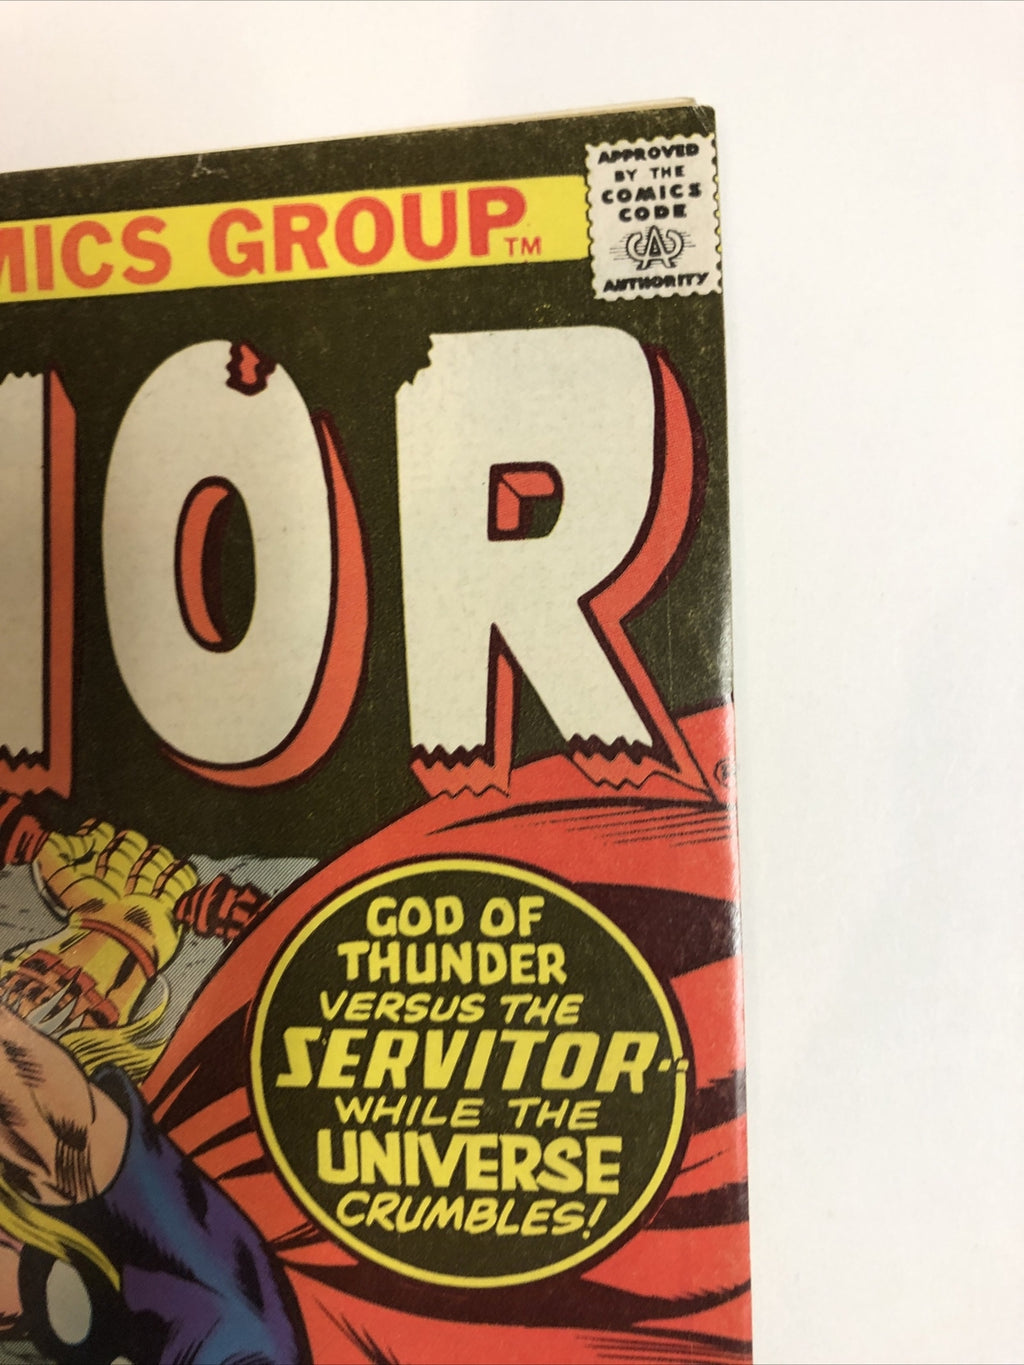 APPROVED
BY THE
COMICS
CODE
CA
AUTHORITY
MICS GROUP TM
HOR
®
GOD OF
THUNDER
VERSUS THE
SERVITOR--
WHILE THE
UNIVERSE
CRUMBLES!